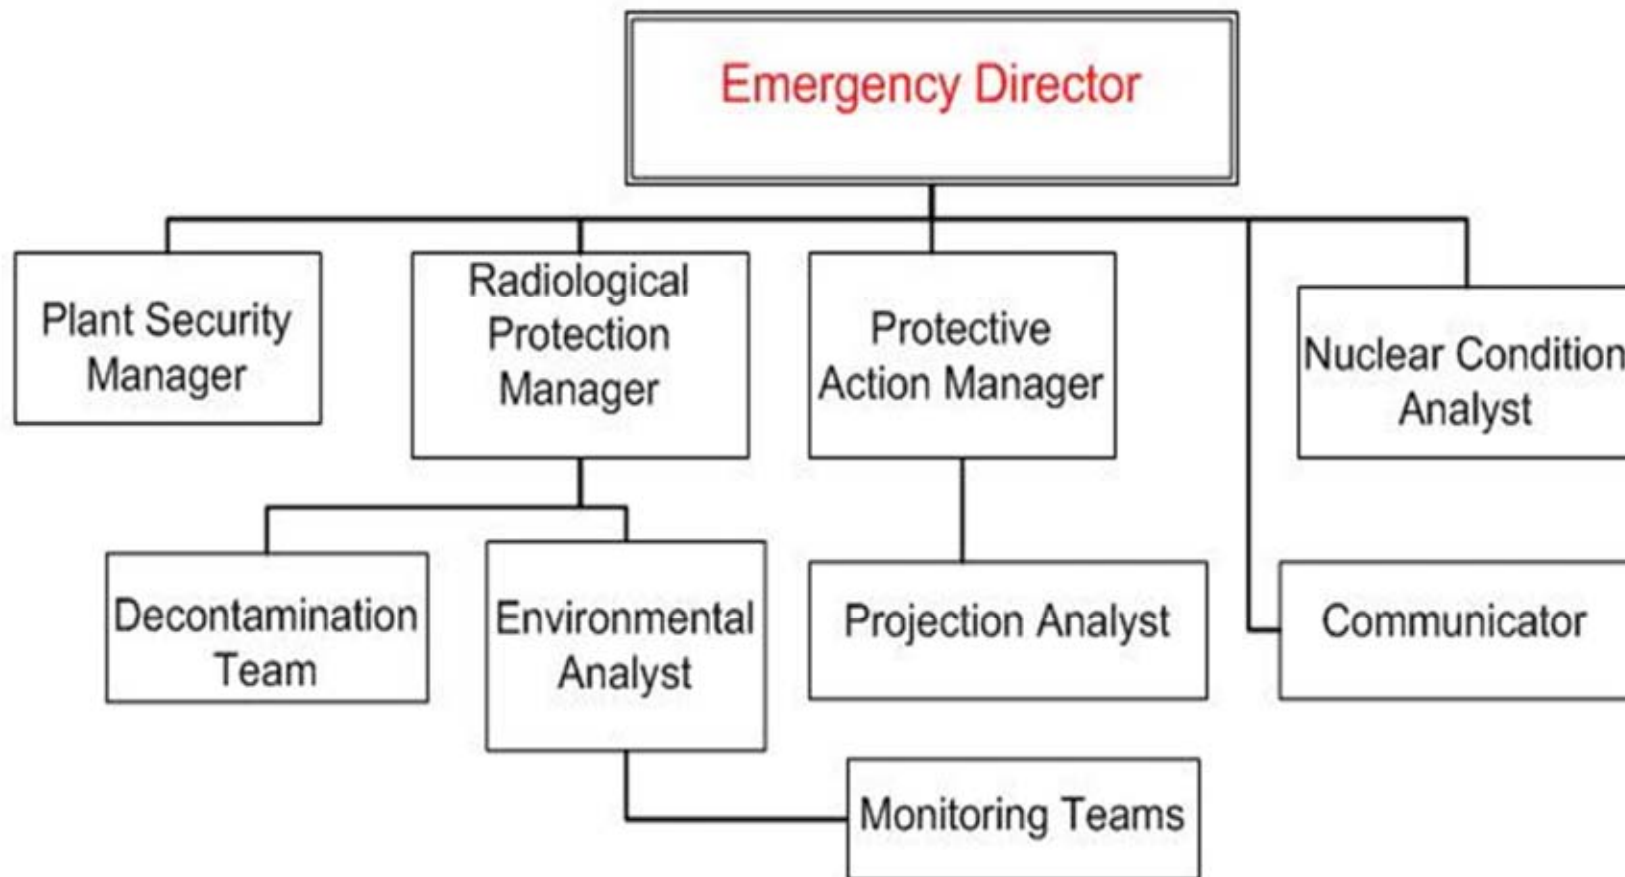 Emergency Director
Plant Security
Manager
Radiological
Protection
Manager
Protective
Action Manager
Nuclear Condition
Analyst
Decontamination
Team
Environmental
Analyst
Projection Analyst
Communicator
Monitoring Teams